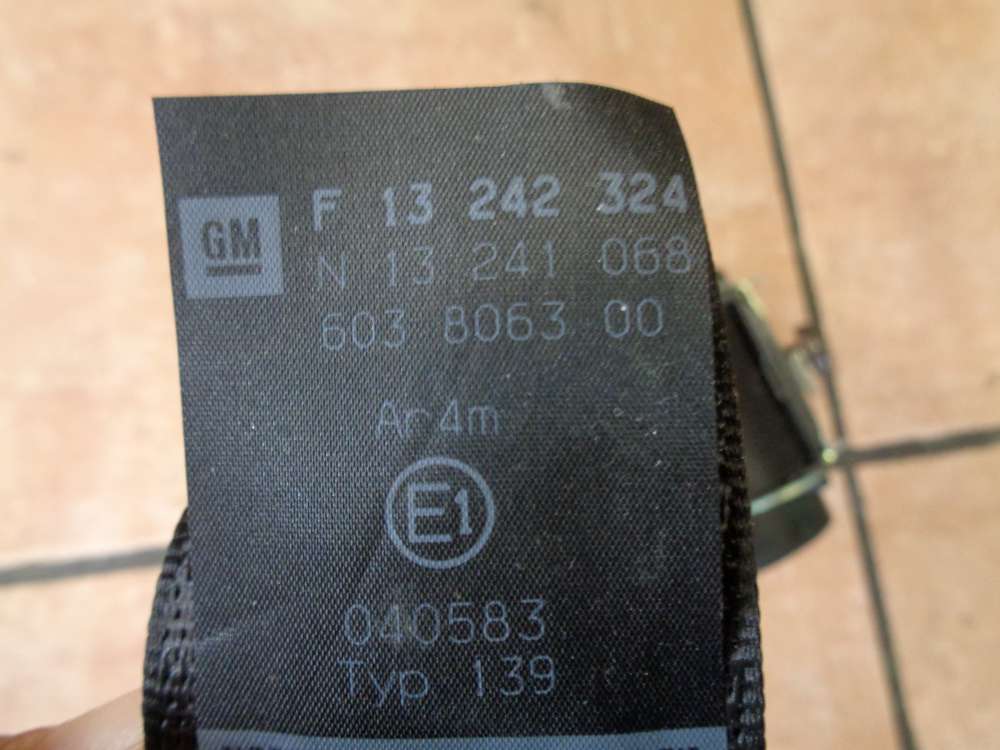 GM F 13 242 324
N 13 241 068
603 8063 00
Ar 4m
E1
040583
Typ 139